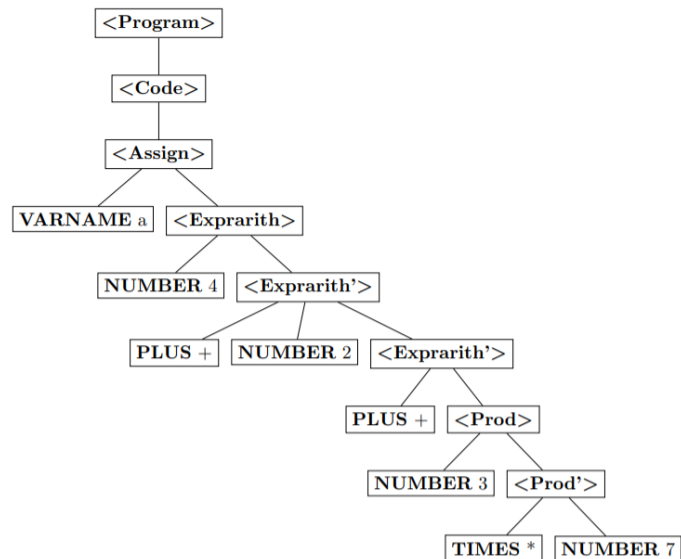 <Program>
<Code>
<Assign>
VARNAME a
<Exprarith>
NUMBER 4
<Exprarith'>
PLUS +
NUMBER 2
<Exprarith'>
PLUS +
<Prod>
NUMBER 3
<Prod'>
TIMES *
NUMBER 7